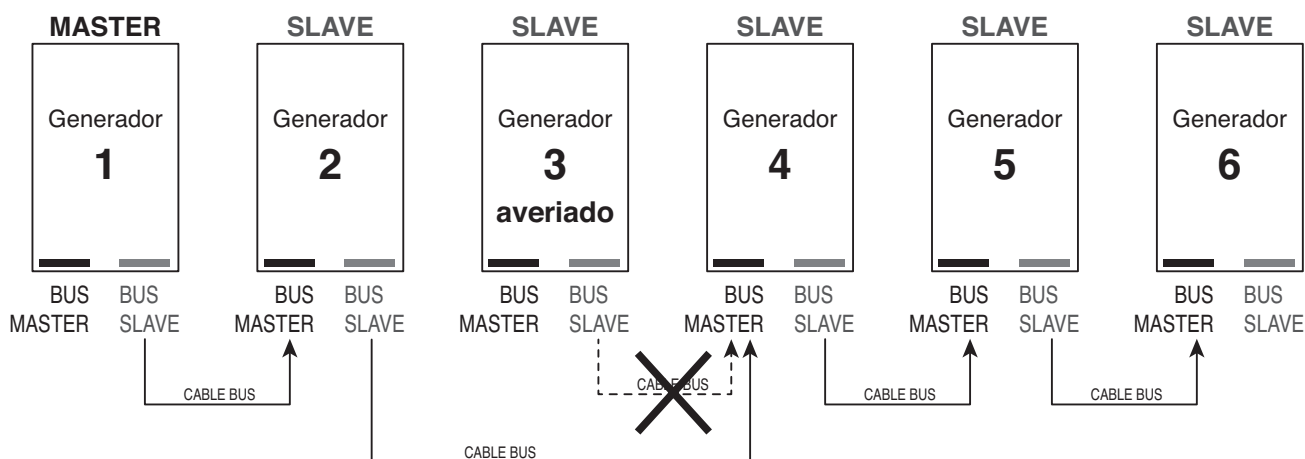 MASTER SLAVE SLAVE SLAVE SLAVE SLAVE
Generador Generador Generador Generador Generador Generador
1 2 3 4 5 6
averiado
BUS BUS BUS BUS BUS BUS BUS BUS BUS BUS BUS BUS
MASTER SLAVE MASTER SLAVE MASTER SLAVE MASTER SLAVE MASTER SLAVE MASTER SLAVE
CABLE BUS
CABLE BUS CABLE BUS CABLE BUS
CABLE BUS